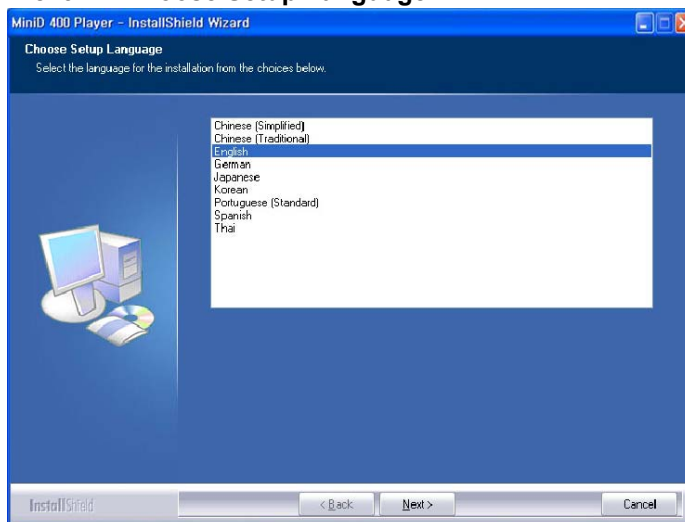 MiniD 400 Player - InstallShield Wizard
Choose Setup Language
Select the language for the installation from the choices below.
Chinese (Simplified)
Chinese (Traditional)
English
German
Japanese
Korean
Portuguese (Standard)
Spanish
Thai
InstallShield
< Back Next > Cancel